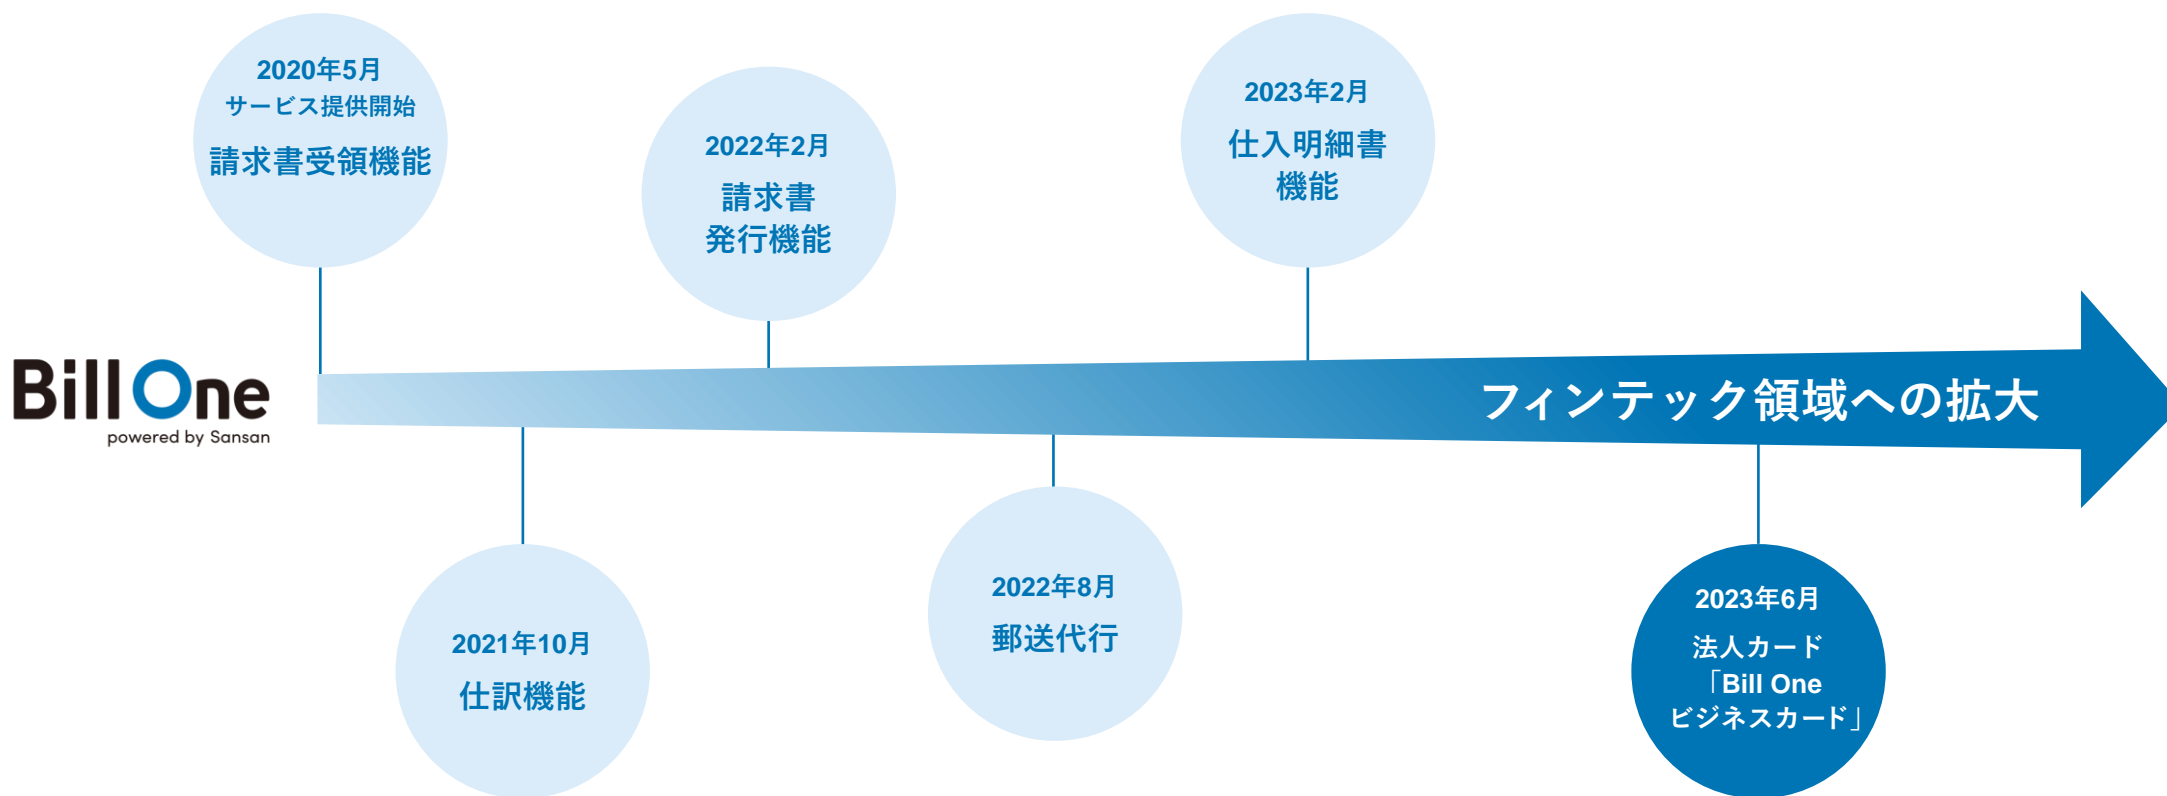 2020年5月
サービス提供開始
請求書受領機能
2022年2月
請求書
発行機能
2023年2月
仕入明細書
機能
Bill One
powered by Sansan
フィンテック領域への拡大
2021年10月
仕訳機能
2022年8月
郵送代行
2023年6月
法人カード
「Bill One
ビジネスカード」